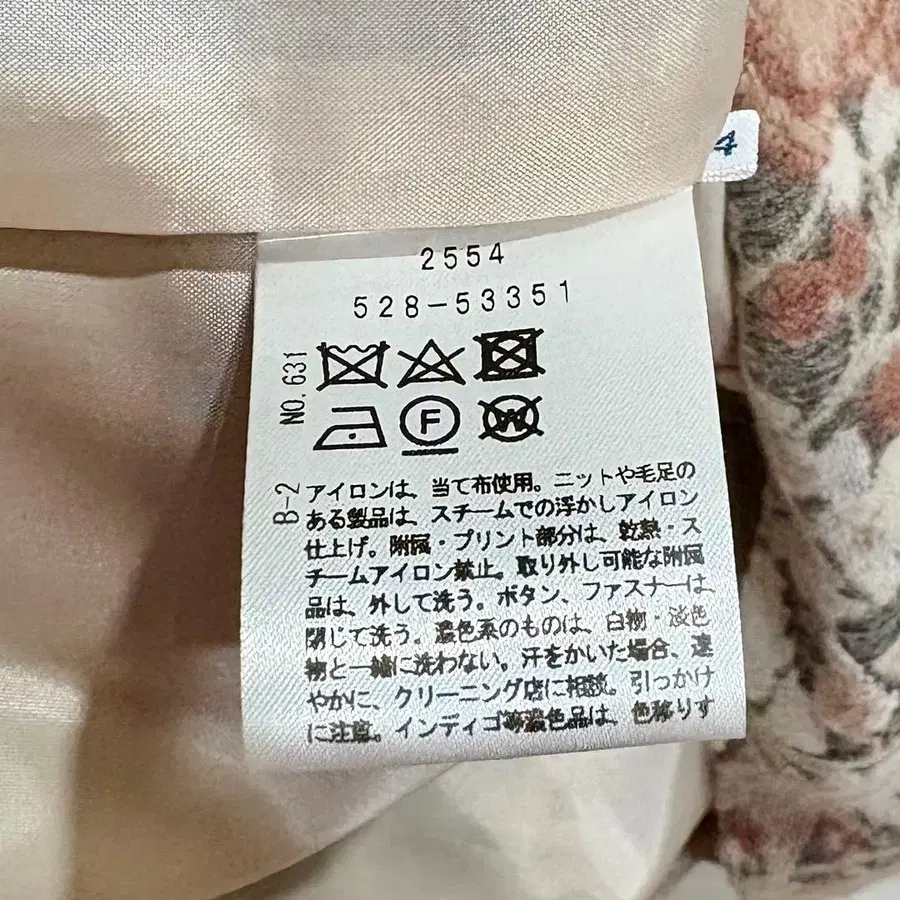 4
2554
528-53351
NO. 631
F
W
B-2
アイロンは、当て布使用。ニットや毛足の
ある製品は、スチームでの浮かしアイロン
仕上げ。附属・プリント部分は、乾熱・ス
チームアイロン禁止。取り外し可能な附属
品は、外して洗う。ボタン、ファスナーは
閉じて洗う。濃色系のものは、白物・淡色
物と一緒に洗わない。汗をかいた場合、速
やかに、クリーニング店に相談。引っかけ
に注意。インディゴ等濃色品は、色移りす